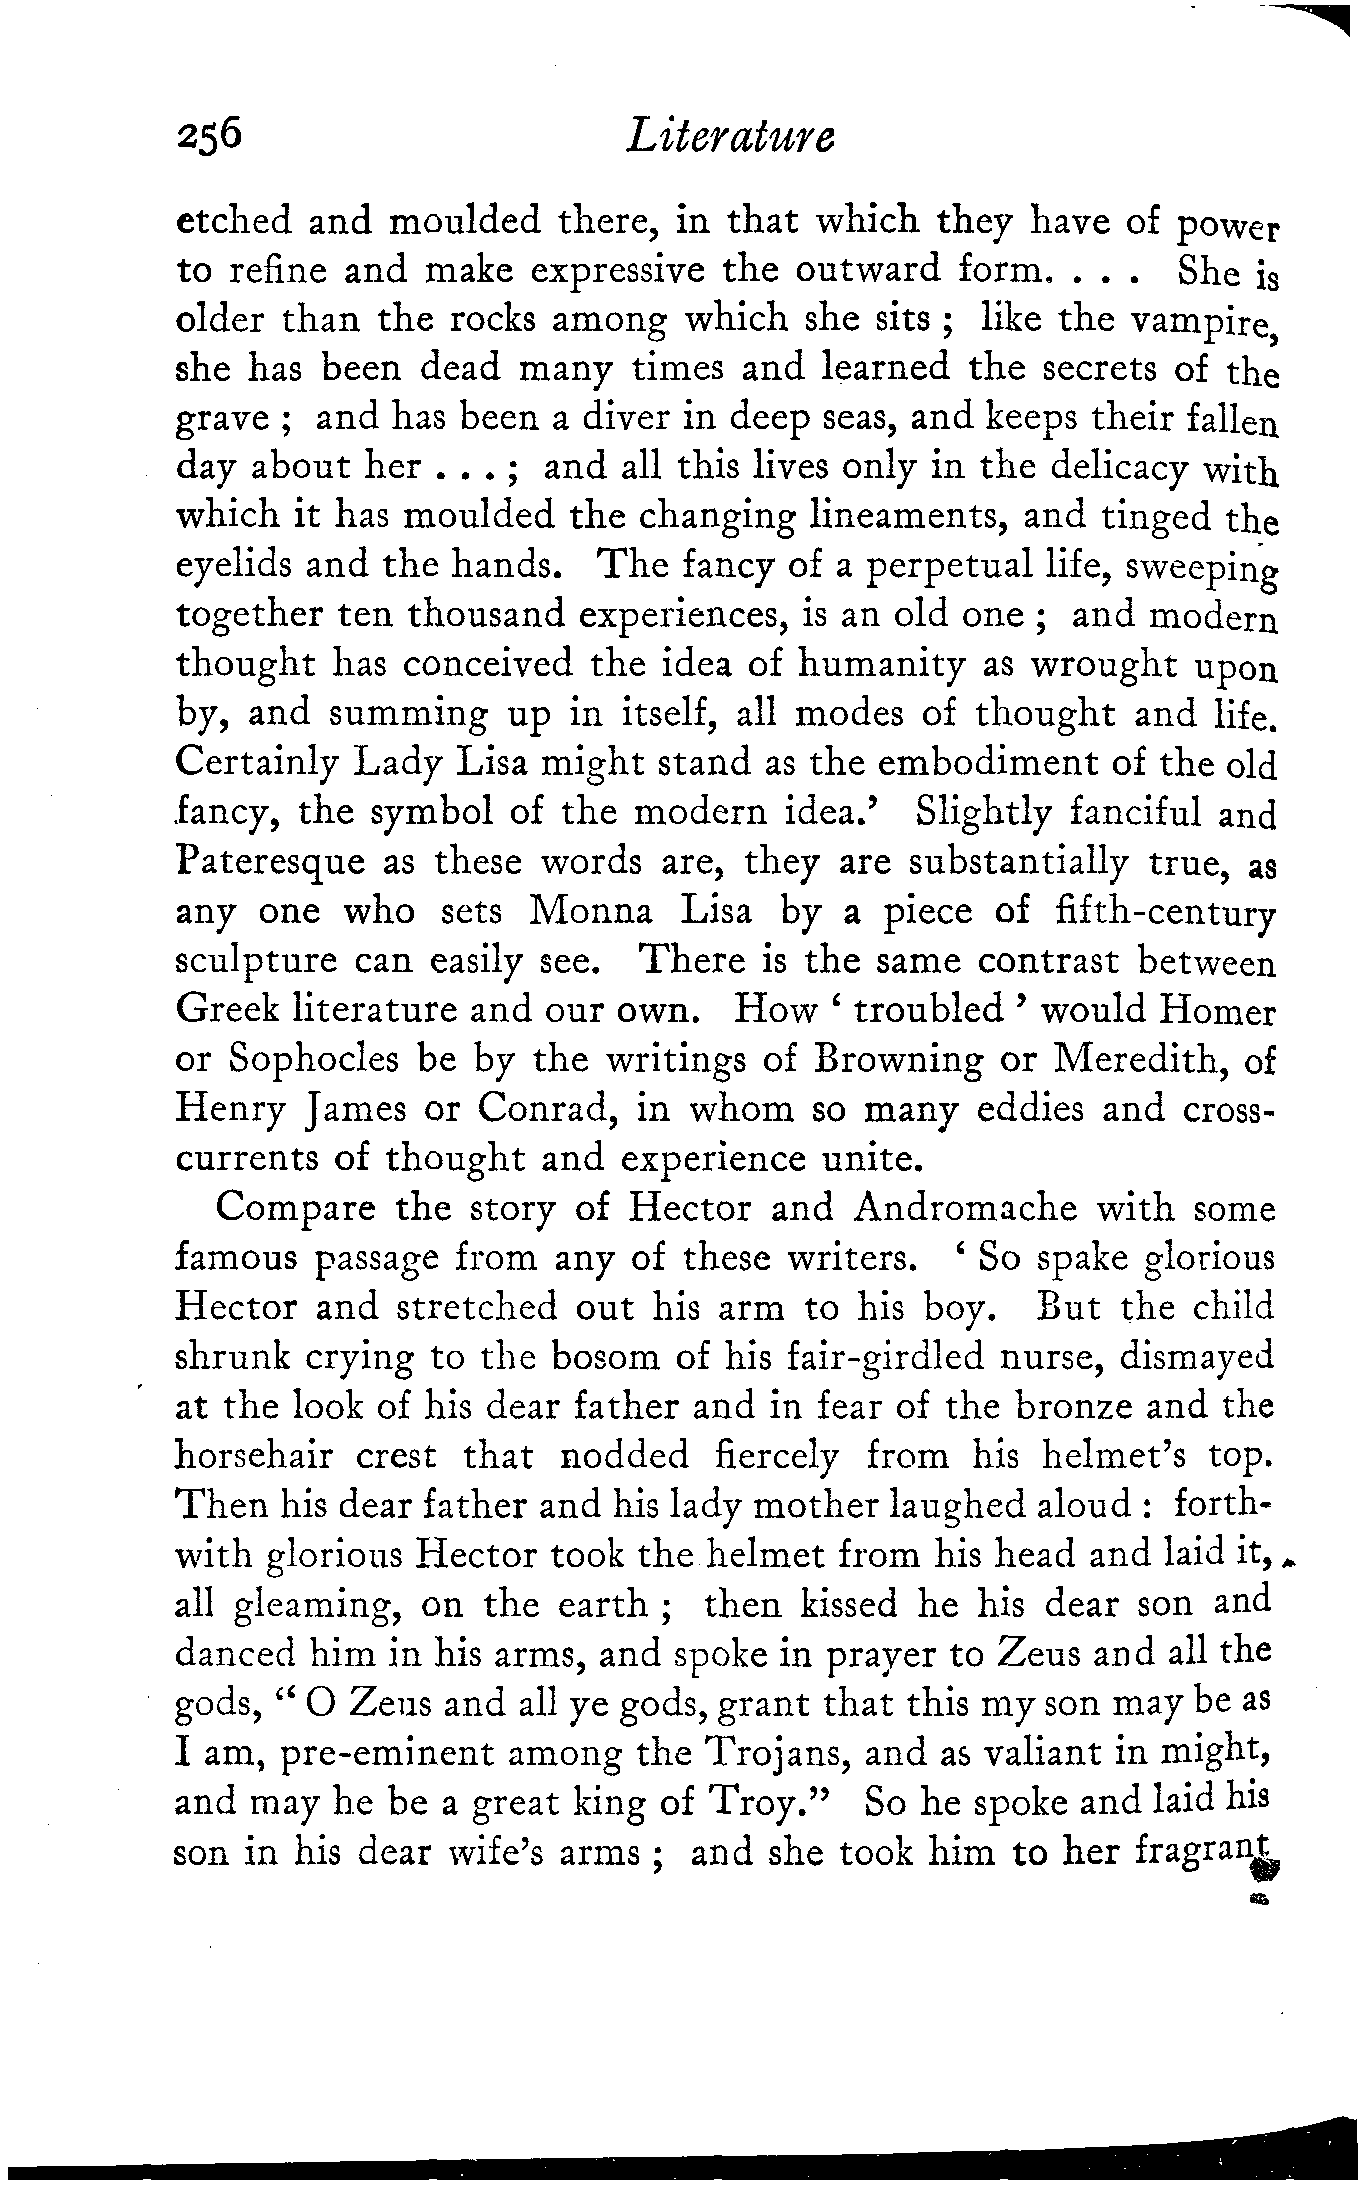 256 Literature
etched and moulded there, in that which they have of power
to refine and make expressive the outward form. . . . She is
older than the rocks among which she sits ; like the vampire,
she has been dead many times and learned the secrets of the
grave ; and has been a diver in deep seas, and keeps their fallen
day about her . . . ; and all this lives only in the delicacy with
which it has moulded the changing lineaments, and tinged the
eyelids and the hands. The fancy of a perpetual life, sweeping
together ten thousand experiences, is an old one ; and modern
thought has conceived the idea of humanity as wrought upon
by, and summing up in itself, all modes of thought and life.
Certainly Lady Lisa might stand as the embodiment of the old
fancy, the symbol of the modern idea.’ Slightly fanciful and
Pateresque as these words are, they are substantially true, as
any one who sets Monna Lisa by a piece of fifth-century
sculpture can easily see. There is the same contrast between
Greek literature and our own. How ‘ troubled ’ would Homer
or Sophocles be by the writings of Browning or Meredith, of
Henry James or Conrad, in whom so many eddies and cross-
currents of thought and experience unite.
Compare the story of Hector and Andromache with some
famous passage from any of these writers. ‘ So spake glorious
Hector and stretched out his arm to his boy. But the child
shrunk crying to the bosom of his fair-girdled nurse, dismayed
at the look of his dear father and in fear of the bronze and the
horsehair crest that nodded fiercely from his helmet’s top.
Then his dear father and his lady mother laughed aloud : forth-
with glorious Hector took the helmet from his head and laid it,
all gleaming, on the earth ; then kissed he his dear son and
danced him in his arms, and spoke in prayer to Zeus and all the
gods, “ O Zeus and all ye gods, grant that this my son may be as
I am, pre-eminent among the Trojans, and as valiant in might,
and may he be a great king of Troy.” So he spoke and laid his
son in his dear wife’s arms ; and she took him to her fragrant